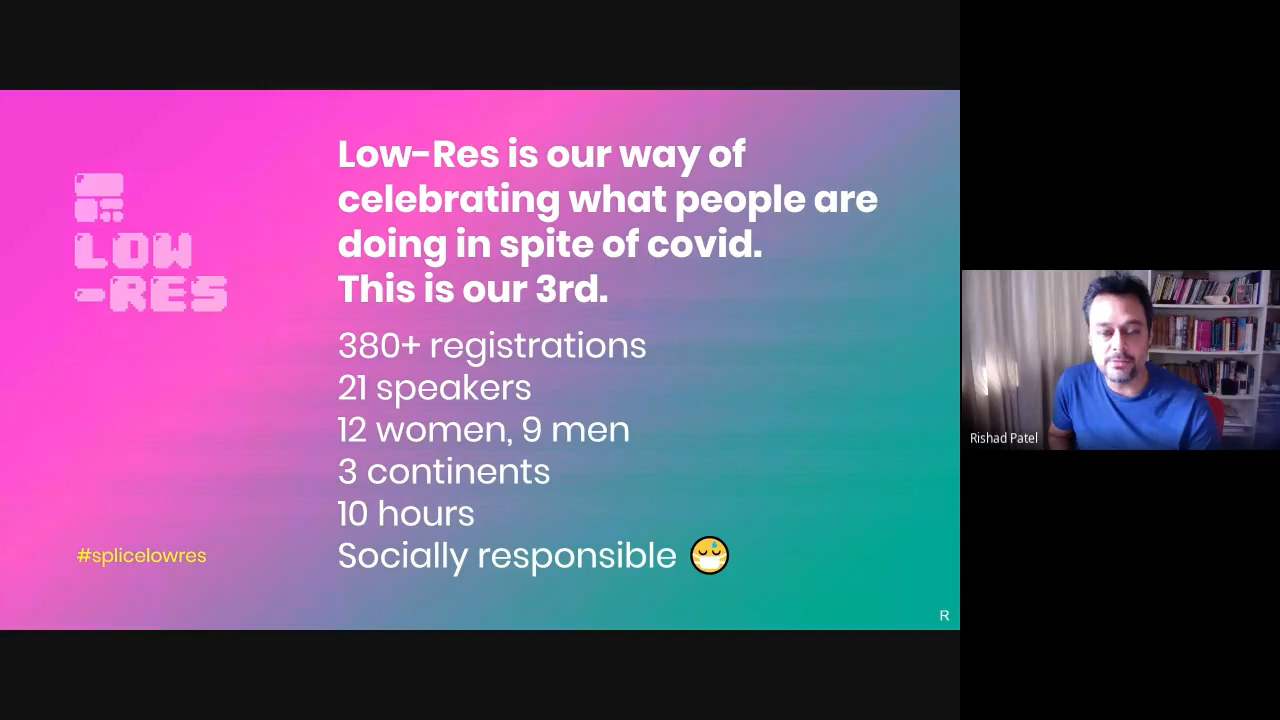 LOW
-RES
Low-Res is our way of
celebrating what people are
doing in spite of covid.
This is our 3rd.
380+ registrations
21 speakers
12 women, 9 men
3 continents
10 hours
Socially responsible 😷
#splicelowres
R
Rishad Patel